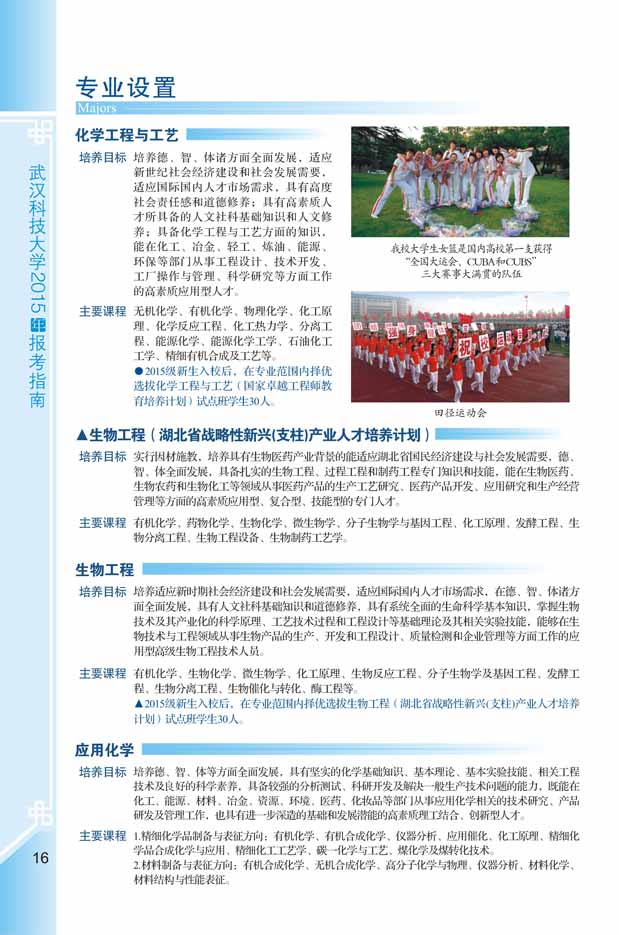 专业设置
Majors
化学工程与工艺
培养目标 培养德、智、体诸方面全面发展，适应
新世纪社会经济建设和社会发展需要，
适应国际国内人才市场需求，具有高度
社会责任感和道德修养；具有高素质人
才所具备的人文社科基础知识和人文修
养；具备化学工程与工艺方面的知识，
能在化工、冶金、轻工、炼油、能源、
环保等部门从事工程设计、技术开发、
工厂操作与管理、科学研究等方面工作
的高素质应用型人才。
主要课程 无机化学、有机化学、物理化学、化工原
理、化学反应工程、化工热力学、分离工
程、能源化学、能源化学工学、石油化工
工学、精细有机合成及工艺等。
●2015级新生入校后，在专业范围内择优
选拔化学工程与工艺（国家卓越工程师教
育培养计划）试点班学生30人。
我校大学生女篮是国内高校第一支获得
“全国大运会、CUBA和CUBS”
三大赛事大满贯的队伍
祝校运
田径运动会
▲生物工程（湖北省战略性新兴(支柱)产业人才培养计划）
培养目标 实行因材施教，培养具有生物医药产业背景的能适应湖北省国民经济建设与社会发展需要，德、
智、体全面发展，具备扎实的生物工程、过程工程和制药工程专门知识和技能，能在生物医药、
生物农药和生物化工等领域从事医药产品的生产工艺研究、医药产品开发、应用研究和生产经营
管理等方面的高素质应用型、复合型、技能型的专门人才。
主要课程 有机化学、药物化学、生物化学、微生物学、分子生物学与基因工程、化工原理、发酵工程、生
物分离工程、生物工程设备、生物制药工艺学。
生物工程
培养目标 培养适应新时期社会经济建设和社会发展需要，适应国际国内人才市场需求，在德、智、体诸方
面全面发展，具有人文社科基础知识和道德修养，具有系统全面的生命科学基本知识，掌握生物
技术及其产业化的科学原理、工艺技术过程和工程设计等基础理论及其相关实验技能，能够在生
物技术与工程领域从事生物产品的生产、开发和工程设计、质量检测和企业管理等方面工作的应
用型高级生物工程技术人员。
主要课程 有机化学、生物化学、微生物学、化工原理、生物反应工程、分子生物学及基因工程、发酵工
程、生物分离工程、生物催化与转化、酶工程等。
▲2015级新生入校后，在专业范围内择优选拔生物工程（湖北省战略性新兴(支柱)产业人才培养
计划）试点班学生30人。
应用化学
培养目标 培养德、智、体等方面全面发展，具有坚实的化学基础知识、基本理论、基本实验技能、相关工程
技术及良好的科学素养，具备较强的分析测试、科研开发及解决一般生产技术问题的能力，既能在
化工、能源、材料、冶金、资源、环境、医药、化妆品等部门从事应用化学相关的技术研究、产品
研发及管理工作，也具有进一步深造的基础和发展潜能的高素质理工结合、创新型人才。
主要课程 1.精细化学品制备与表征方向：有机化学、有机合成化学、仪器分析、应用催化、化工原理、精细化
学品合成化学与应用、精细化工工艺学、碳一化学与工艺、煤化学及煤转化技术。
2.材料制备与表征方向：有机合成化学、无机合成化学、高分子化学与物理、仪器分析、材料化学、
材料结构与性能表征。
武汉科技大学2015年报考指南
16